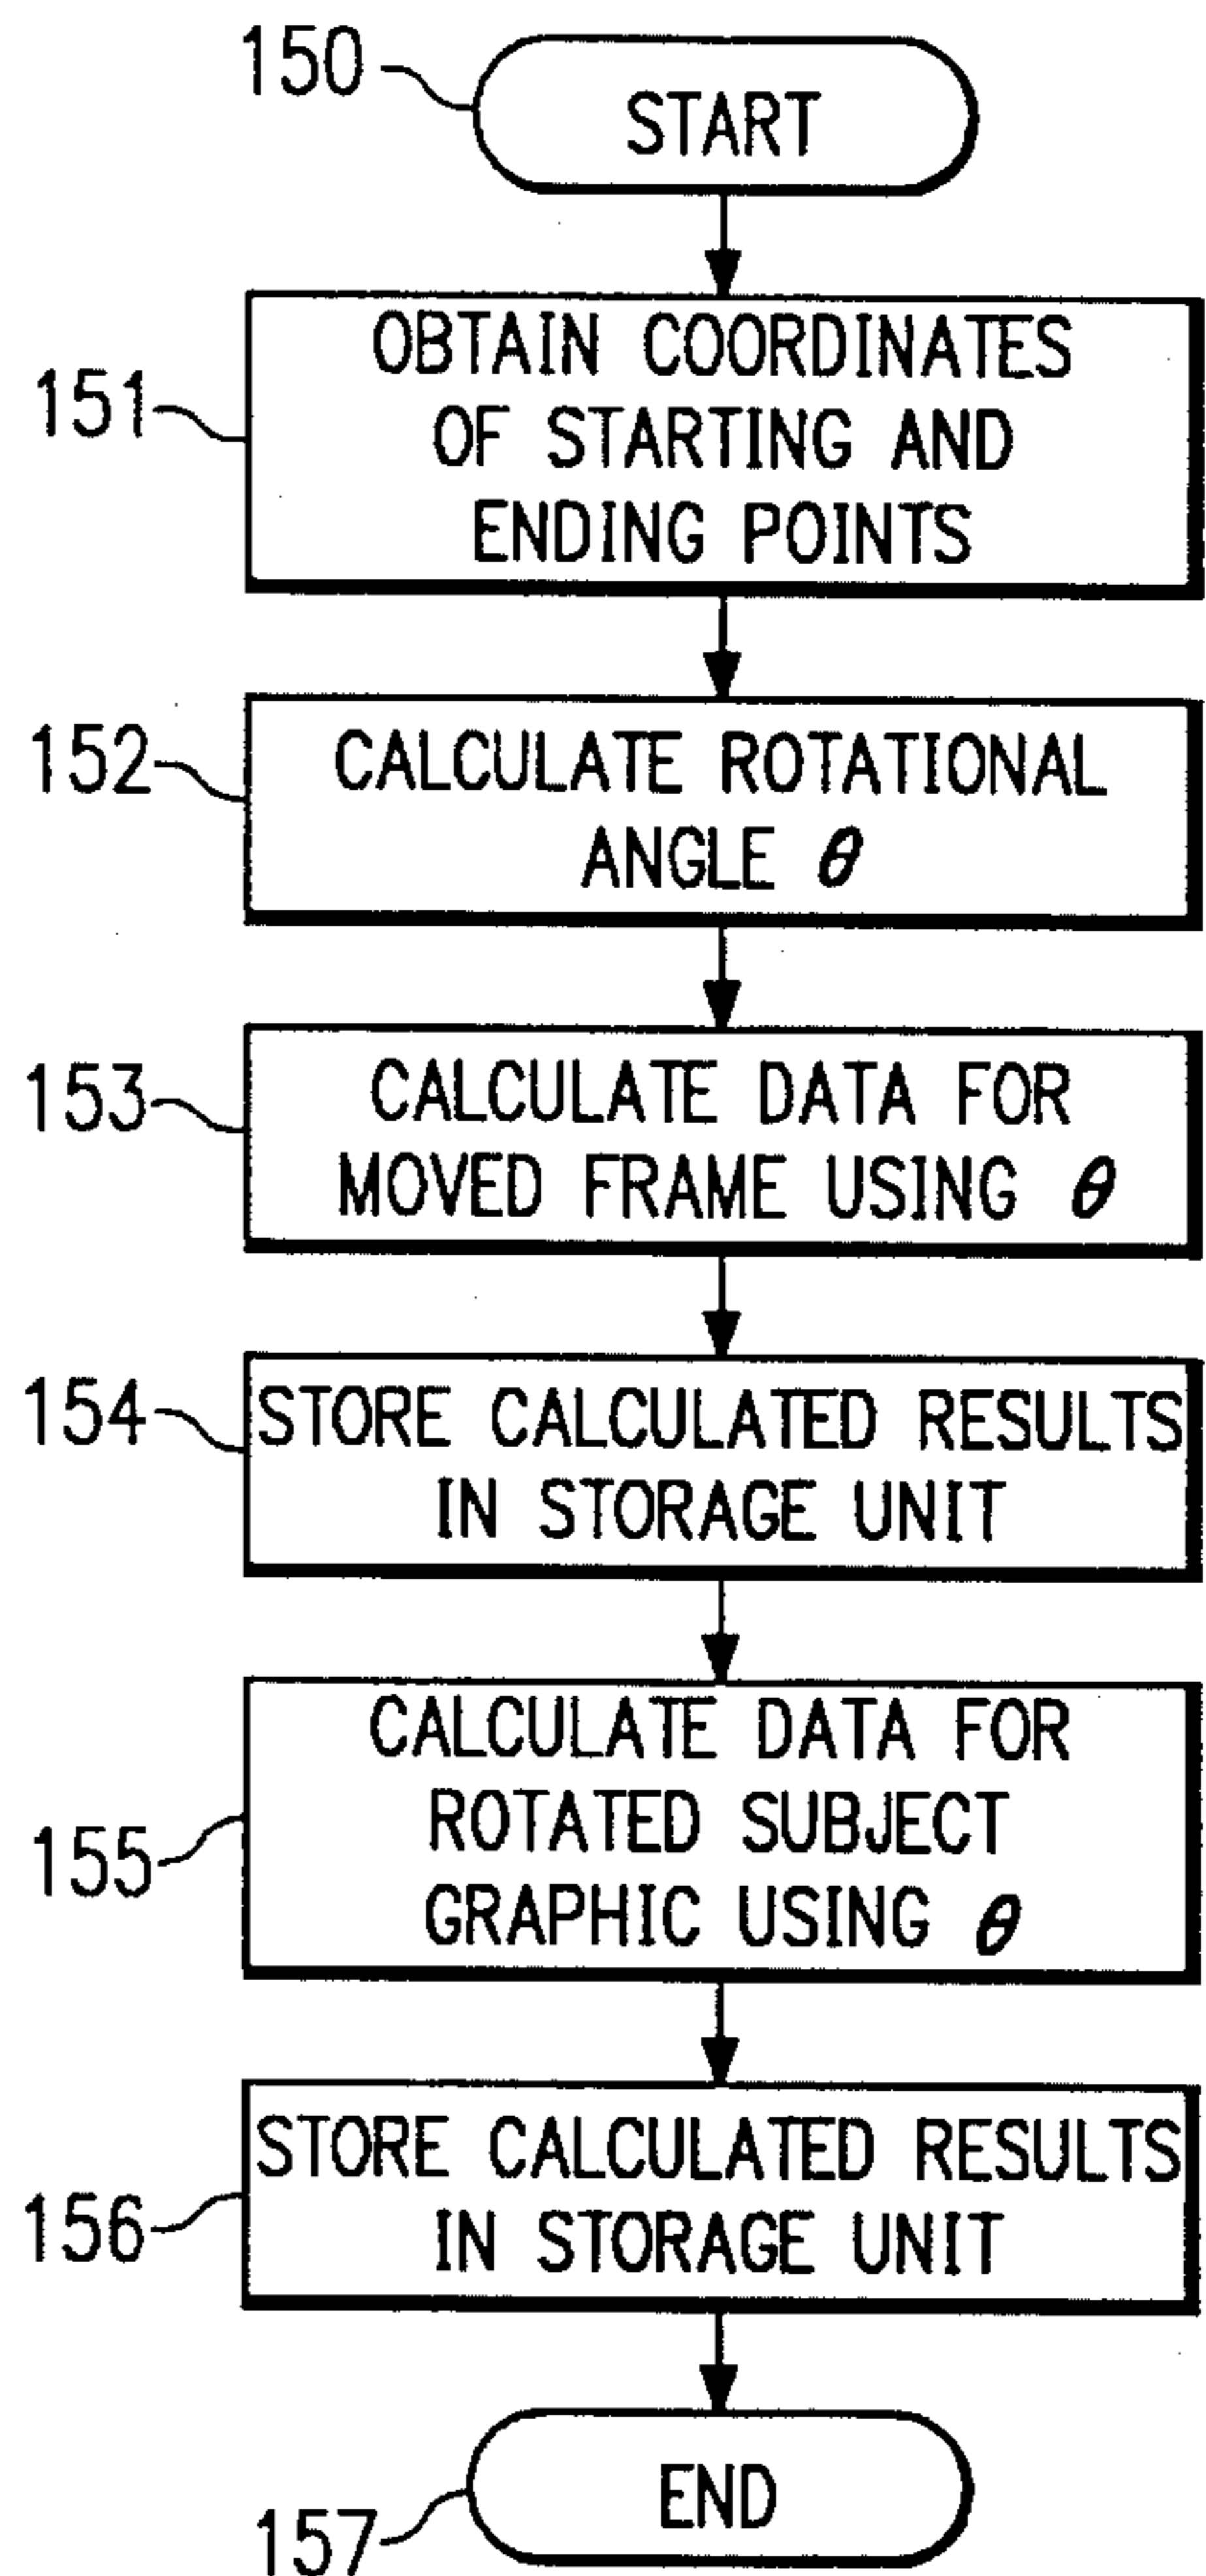 150
START
151
OBTAIN COORDINATES
OF STARTING AND
ENDING POINTS
152
CALCULATE ROTATIONAL
ANGLE θ
153
CALCULATE DATA FOR
MOVED FRAME USING θ
154
STORE CALCULATED RESULTS
IN STORAGE UNIT
155
CALCULATE DATA FOR
ROTATED SUBJECT
GRAPHIC USING θ
156
STORE CALCULATED RESULTS
IN STORAGE UNIT
END
157